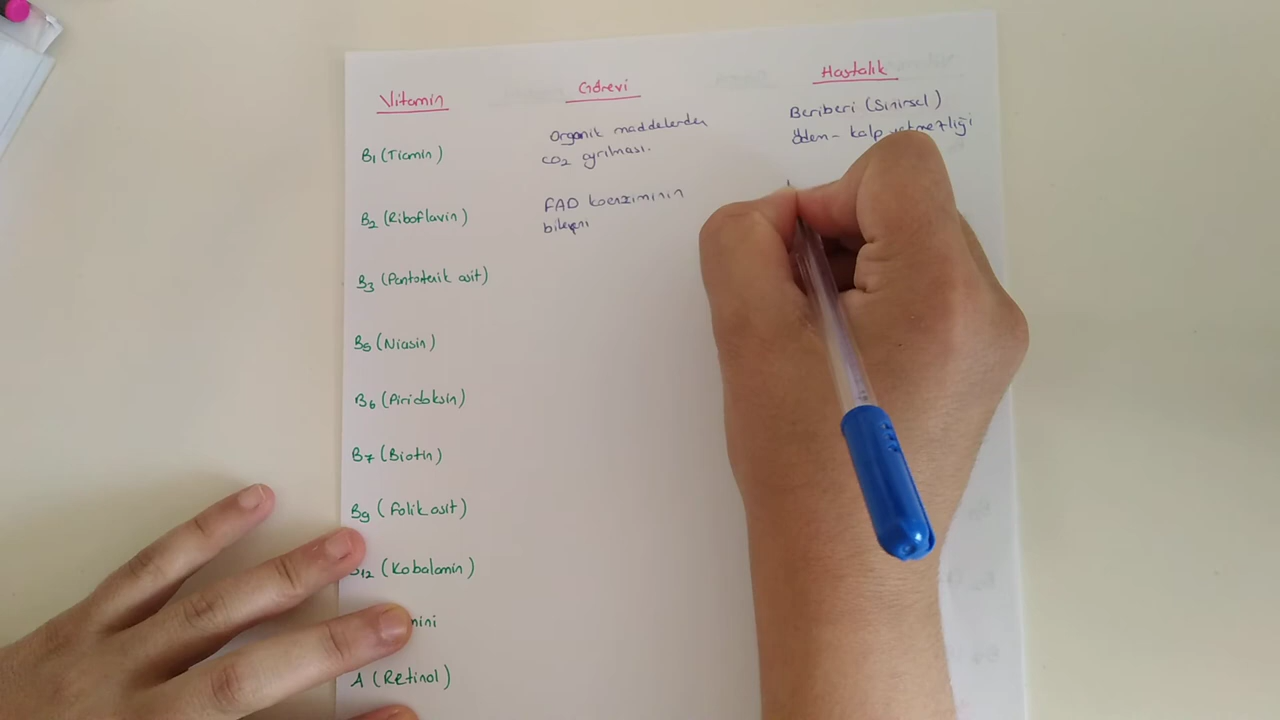 Vitamin Görevi Hastalık
B1 (Tiamin)
Organik maddelerden
CO2 ayrılması.
Beriberi (Sinirsel)
Ödem - kalp yetmezliği
B2 (Riboflavin)
FAD koenziminin
bileşeni
B3 (Pantotenik asit)
B5 (Niasin)
B6 (Piridoksin)
B7 (Biotin)
B9 (Folik asit)
B12 (Kobalamin)
A (Retinol)